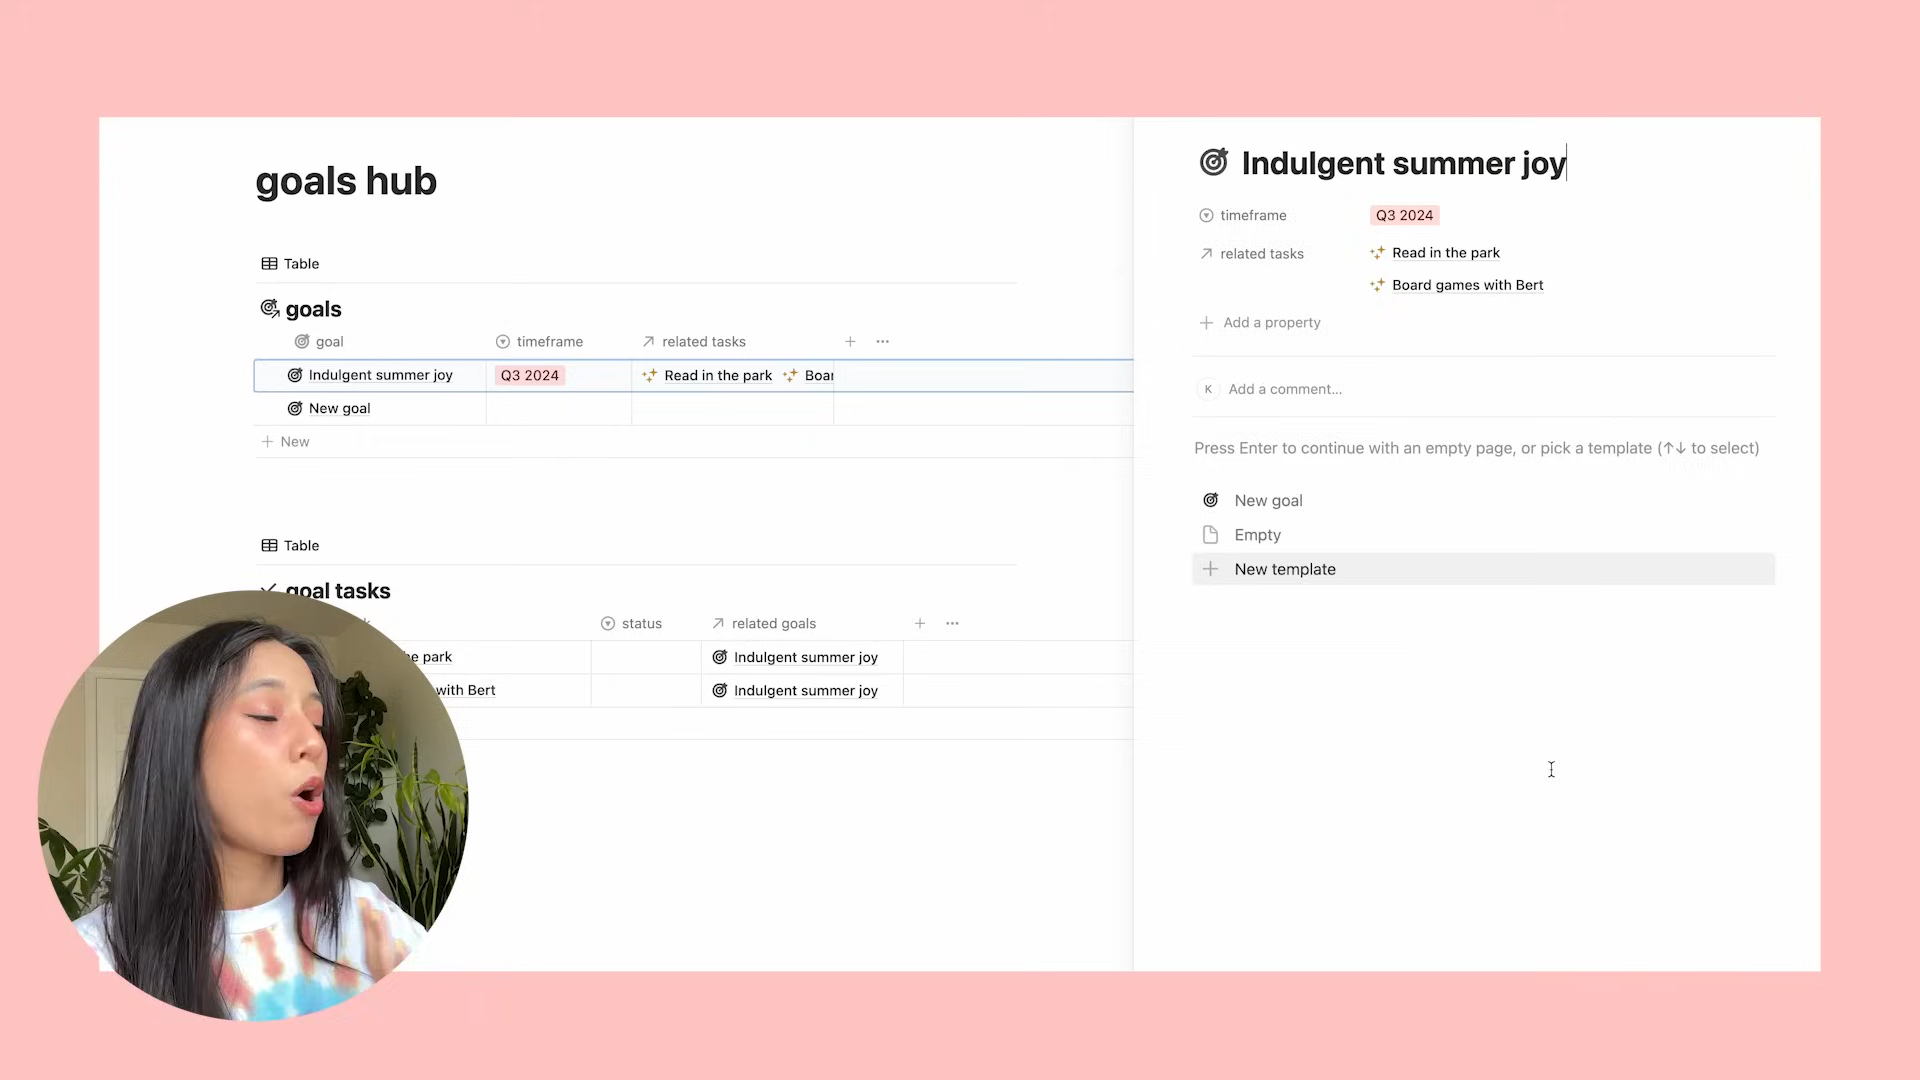 goals hub
Table
goals
goal timeframe related tasks
Indulgent summer joy Q3 2024 Read in the park Boar
New goal
New
Table
goal tasks
status related goals
he park Indulgent summer joy
with Bert Indulgent summer joy
Indulgent summer joy
timeframe Q3 2024
related tasks Read in the park
Board games with Bert
Add a property
K Add a comment...
Press Enter to continue with an empty page, or pick a template (↑↓ to select)
New goal
Empty
New template